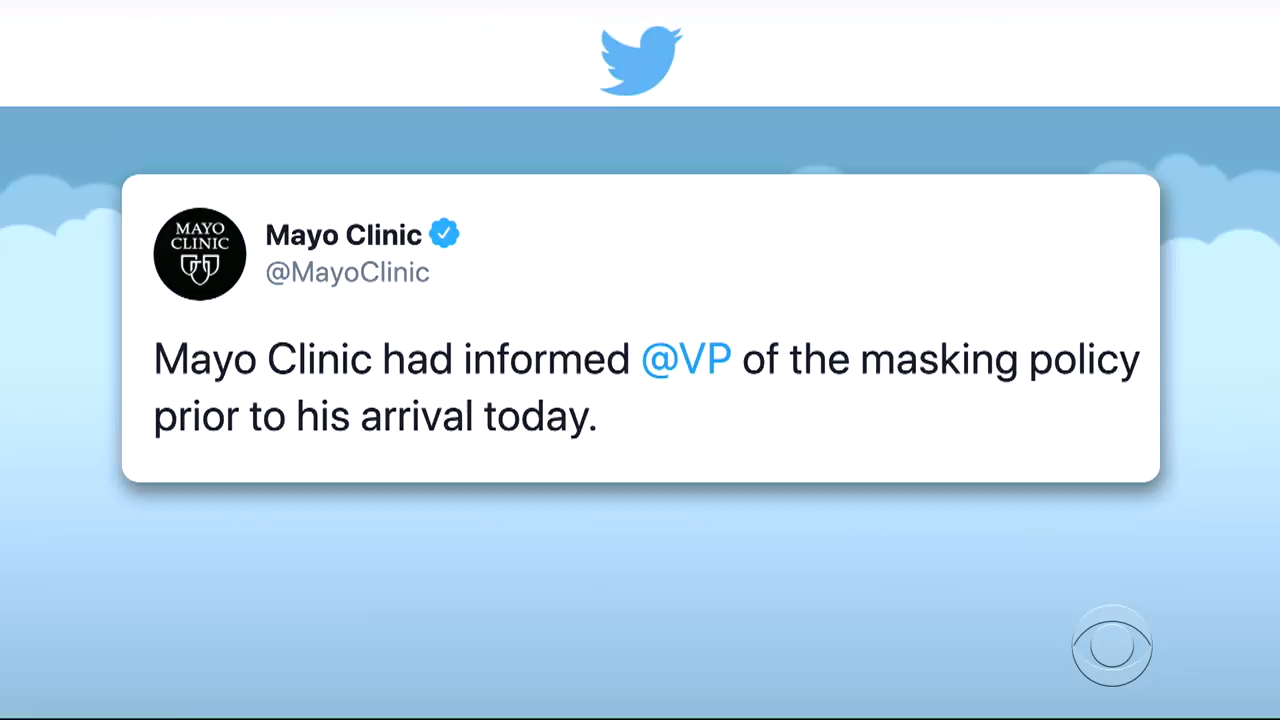 MAYO
CLINIC
Mayo Clinic
@MayoClinic
Mayo Clinic had informed @VP of the masking policy
prior to his arrival today.